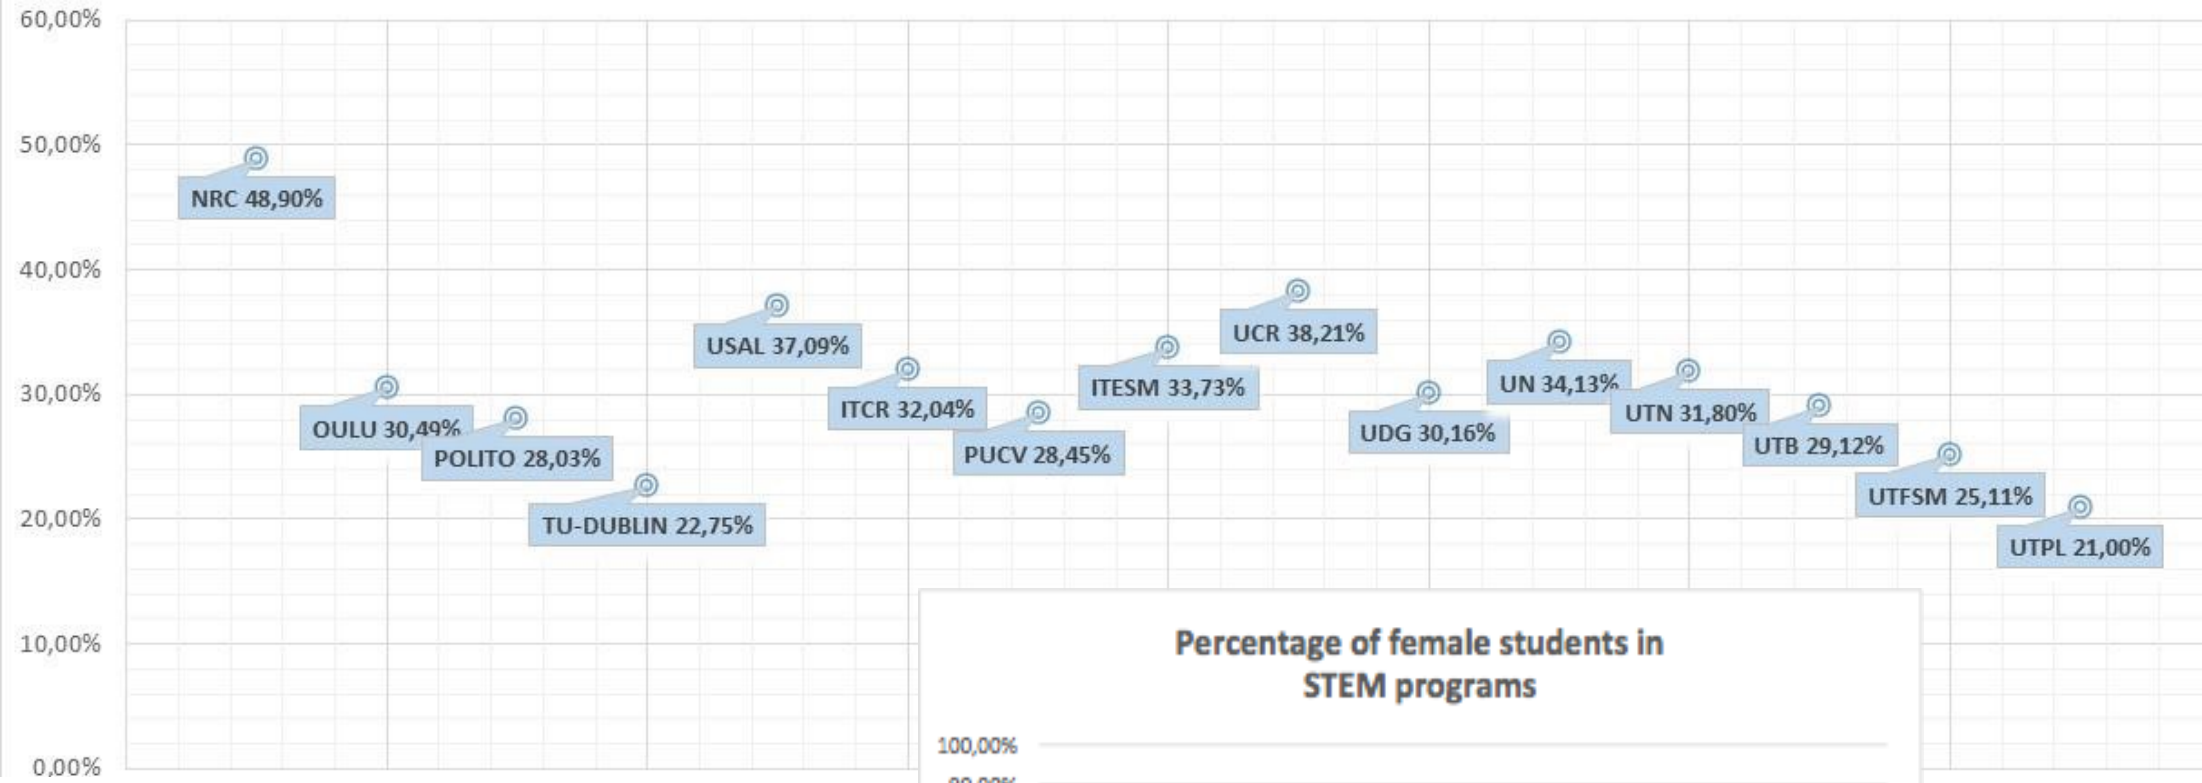 60,00%
50,00%
40,00%
30,00%
20,00%
10,00%
0,00%
NRC 48,90%
OULU 30,49%
POLITO 28,03%
TU-DUBLIN 22,75%
USAL 37,09%
ITCR 32,04%
PUCV 28,45%
ITESM 33,73%
UCR 38,21%
UDG 30,16%
UN 34,13%
UTN 31,80%
UTB 29,12%
UTFSM 25,11%
UTPL 21,00%
Percentage of female students in
STEM programs
100,00%